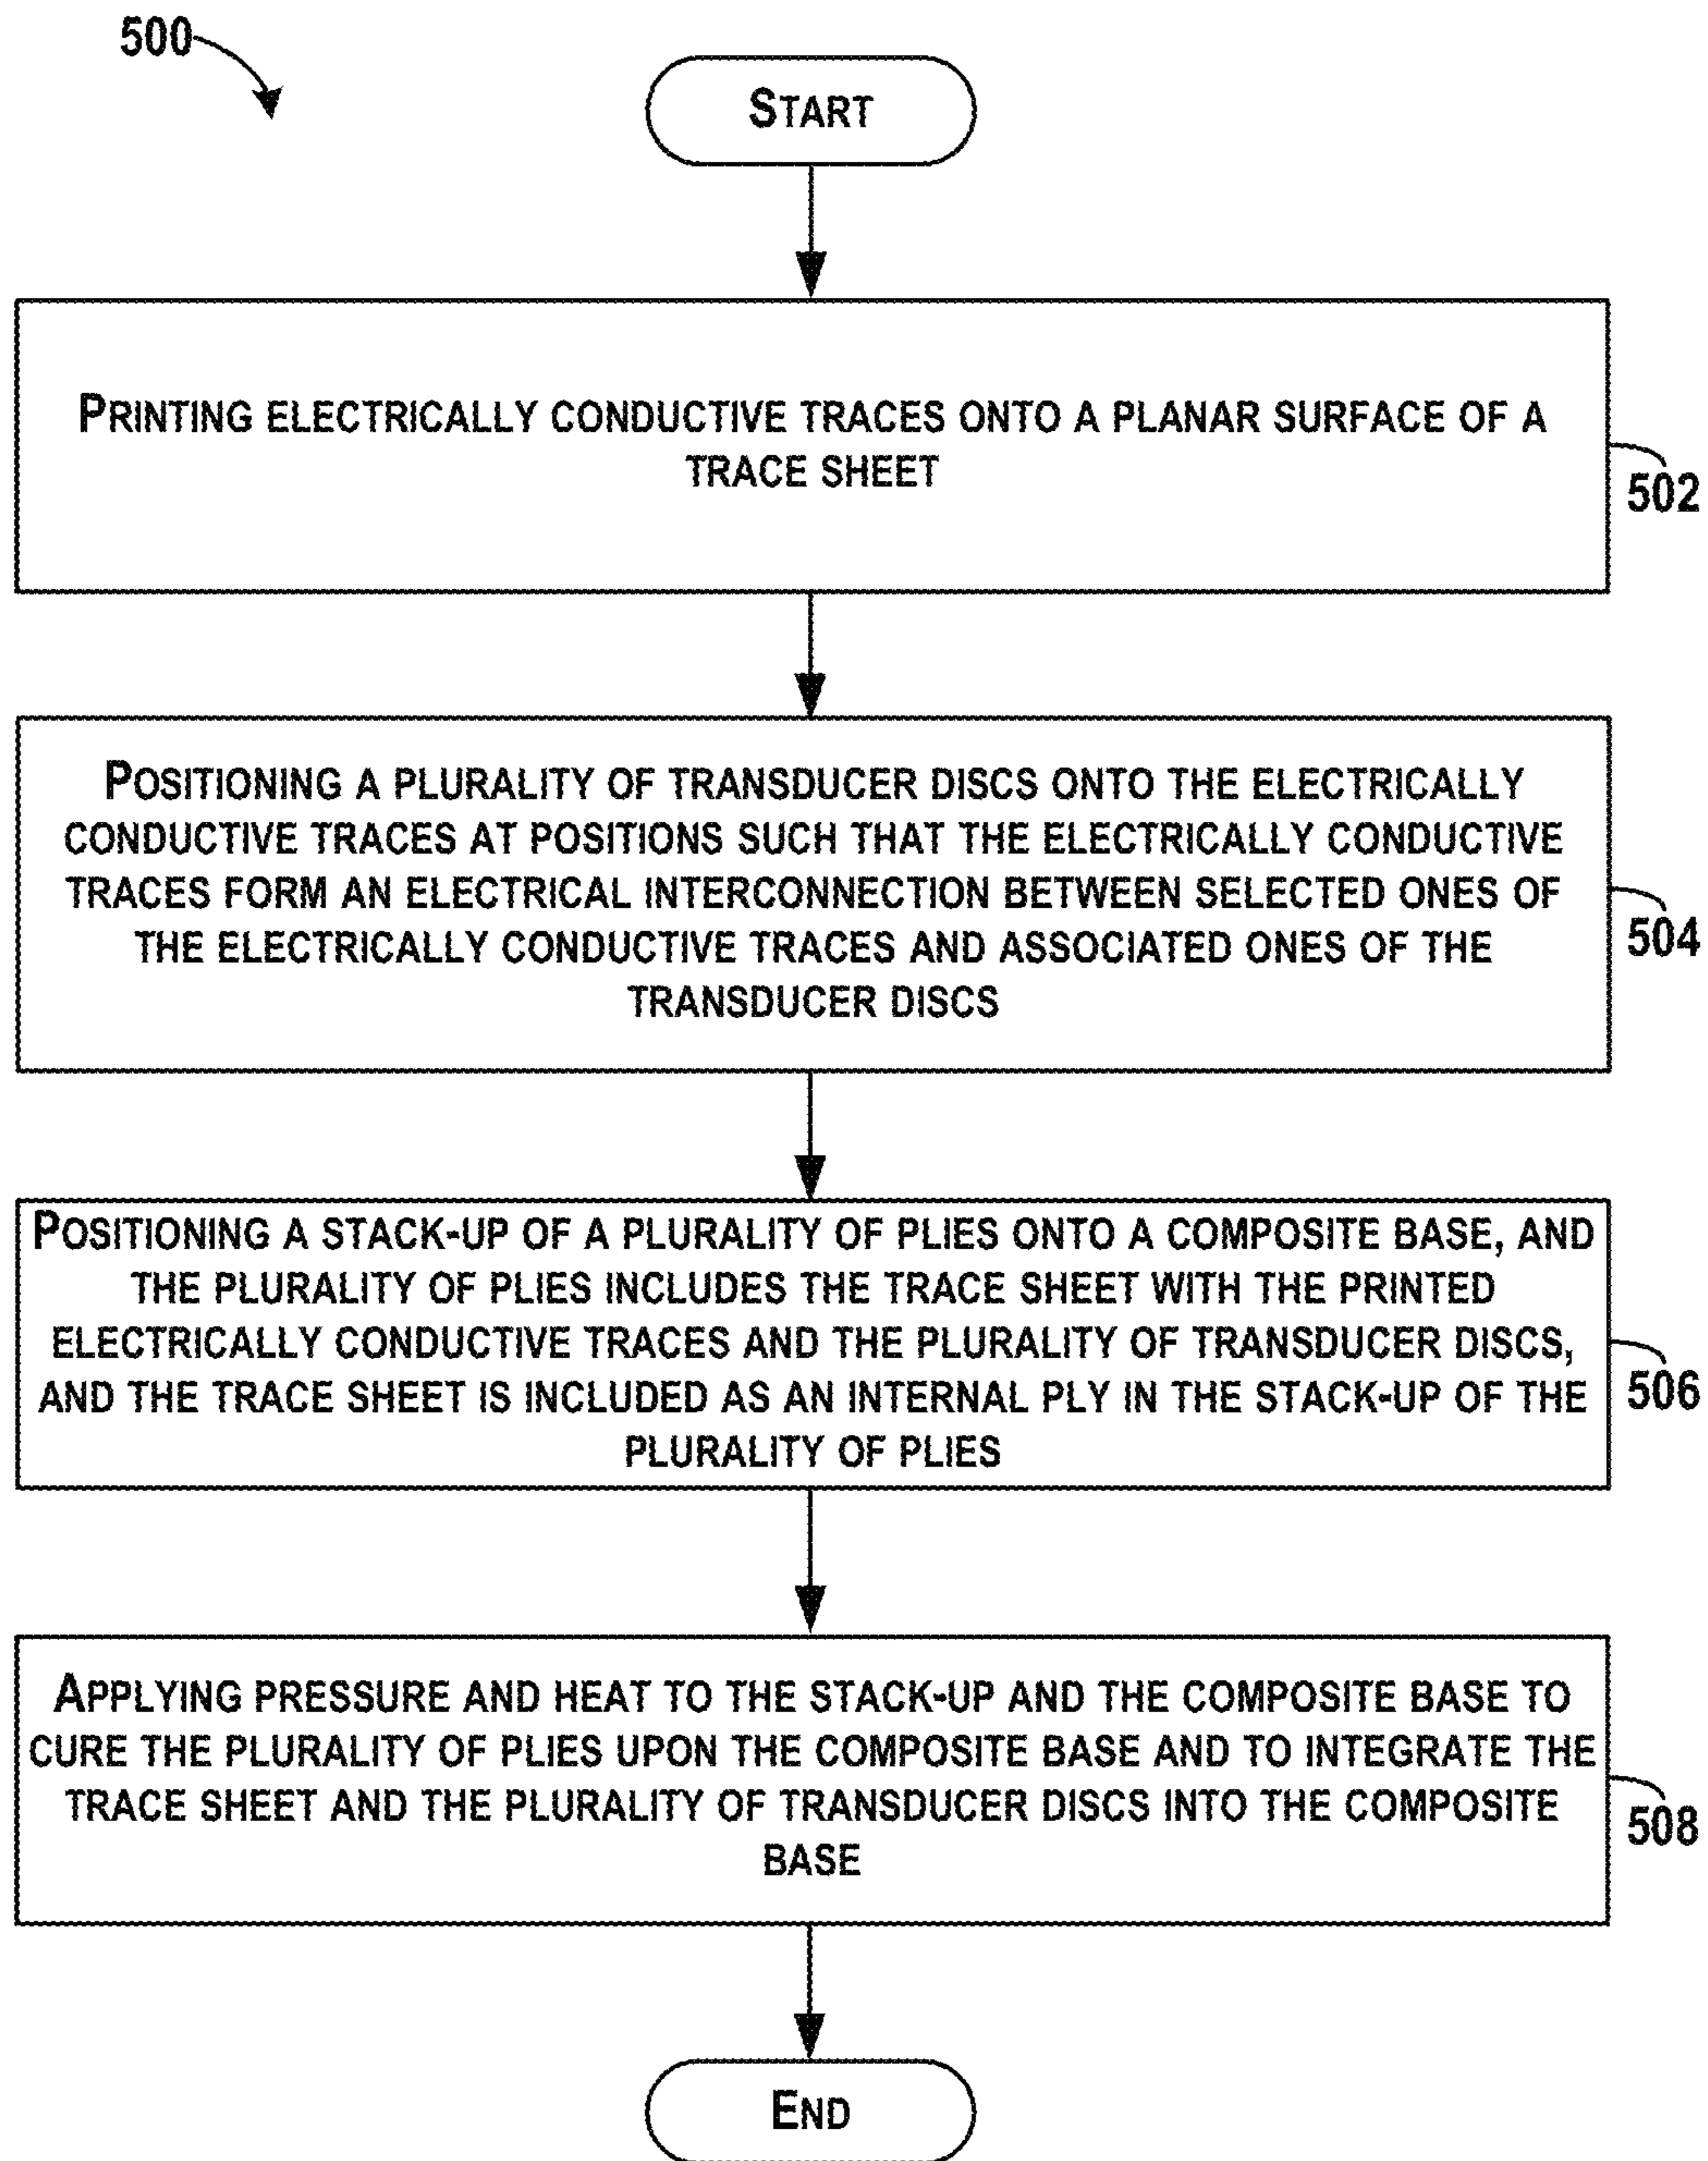 500
START
PRINTING ELECTRICALLY CONDUCTIVE TRACES ONTO A PLANAR SURFACE OF A
TRACE SHEET
502
POSITIONING A PLURALITY OF TRANSDUCER DISCS ONTO THE ELECTRICALLY
CONDUCTIVE TRACES AT POSITIONS SUCH THAT THE ELECTRICALLY CONDUCTIVE
TRACES FORM AN ELECTRICAL INTERCONNECTION BETWEEN SELECTED ONES OF
THE ELECTRICALLY CONDUCTIVE TRACES AND ASSOCIATED ONES OF THE
TRANSDUCER DISCS
504
POSITIONING A STACK-UP OF A PLURALITY OF PLIES ONTO A COMPOSITE BASE, AND
THE PLURALITY OF PLIES INCLUDES THE TRACE SHEET WITH THE PRINTED
ELECTRICALLY CONDUCTIVE TRACES AND THE PLURALITY OF TRANSDUCER DISCS,
AND THE TRACE SHEET IS INCLUDED AS AN INTERNAL PLY IN THE STACK-UP OF THE
PLURALITY OF PLIES
506
APPLYING PRESSURE AND HEAT TO THE STACK-UP AND THE COMPOSITE BASE TO
CURE THE PLURALITY OF PLIES UPON THE COMPOSITE BASE AND TO INTEGRATE THE
TRACE SHEET AND THE PLURALITY OF TRANSDUCER DISCS INTO THE COMPOSITE
BASE
508
END